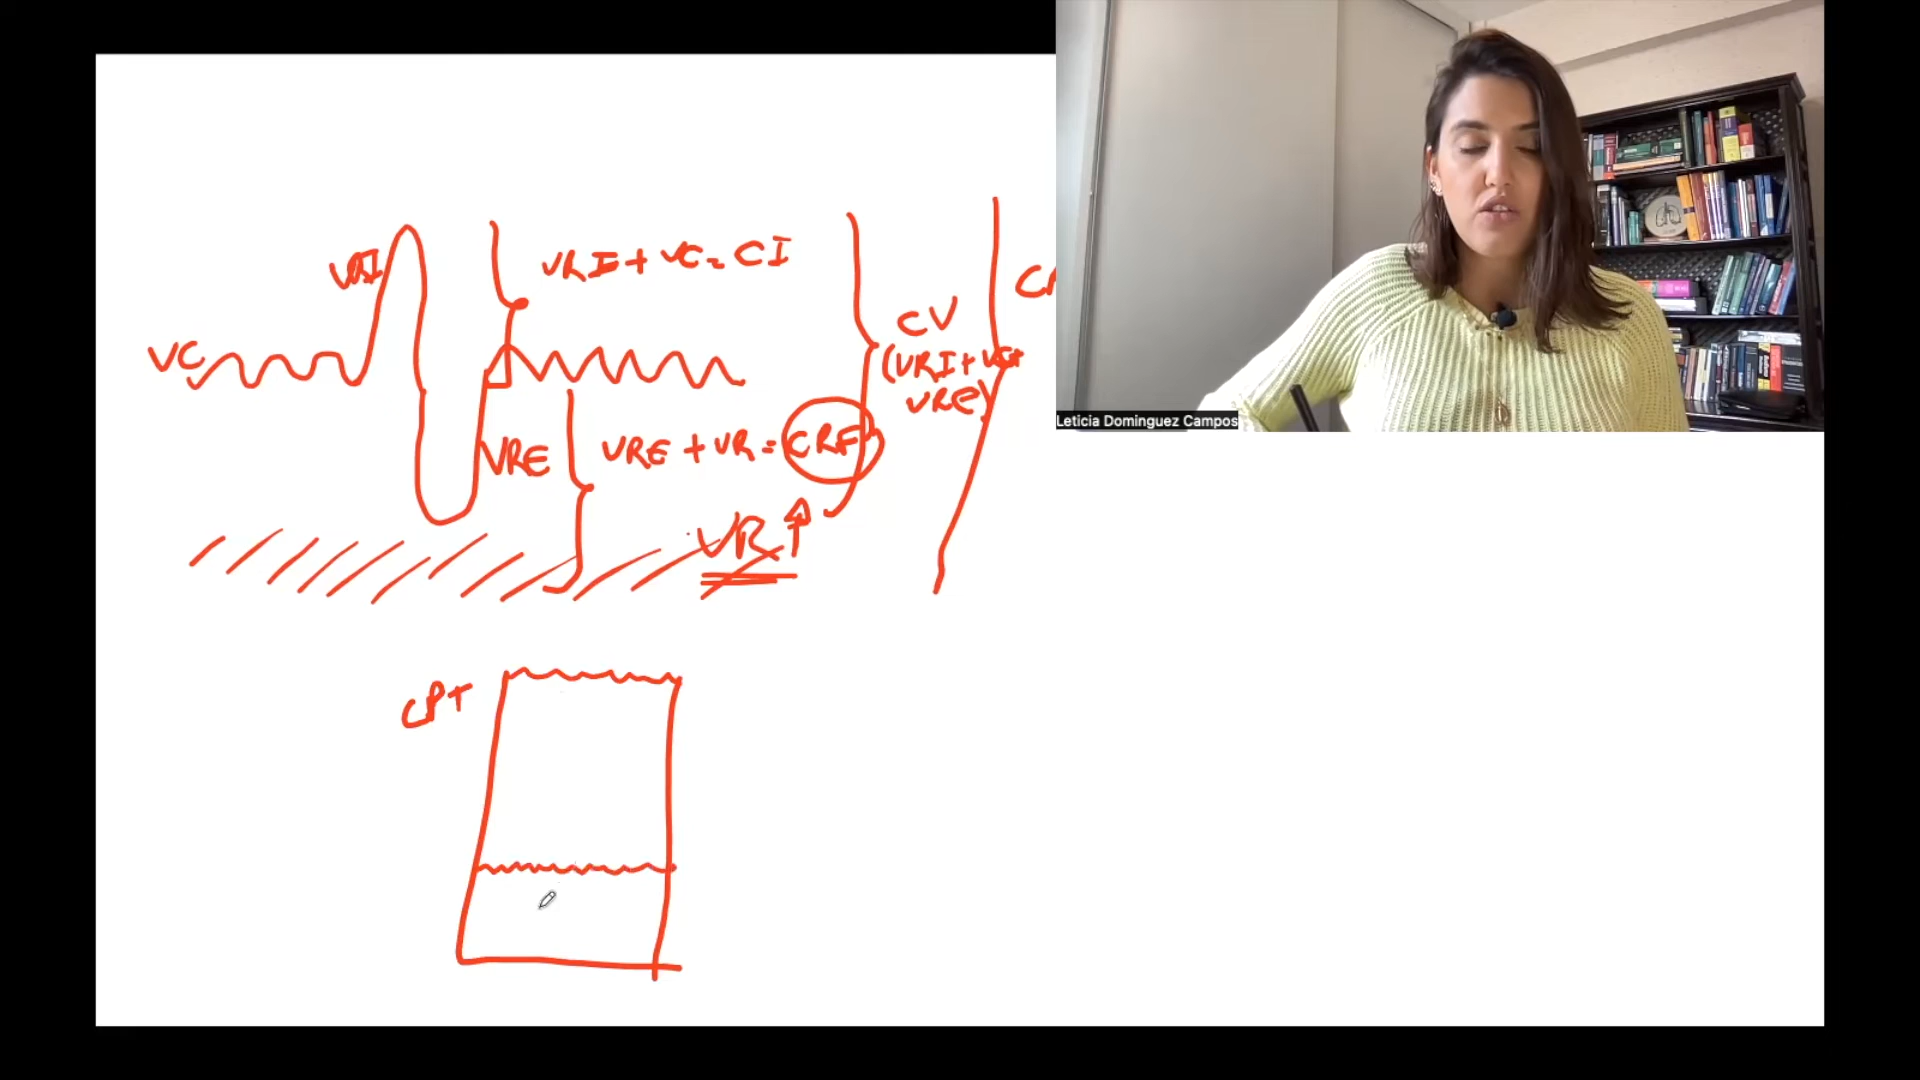 VRI
VRI + VC = CI
VC
CV
(VRI + VC +
VRE)
VRE
VRE + VR = CRF
VR ↑
CPT
Leticia Dominguez Campos